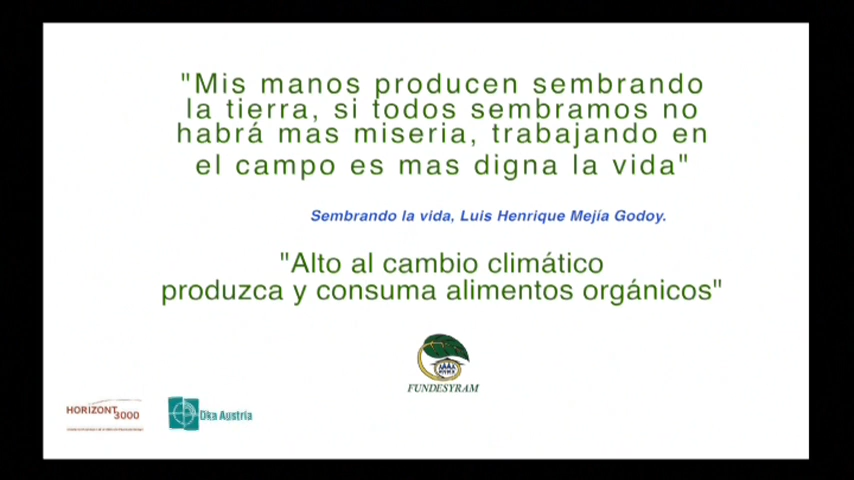 "Mis manos producen sembrando
la tierra, si todos sembramos no
habrá mas miseria, trabajando en
el campo es mas digna la vida"
Sembrando la vida, Luis Henrique Mejía Godoy.
"Alto al cambio climático
produzca y consuma alimentos orgánicos"
FUNDESYRAM
HORIZONT
3000
Dka Austria